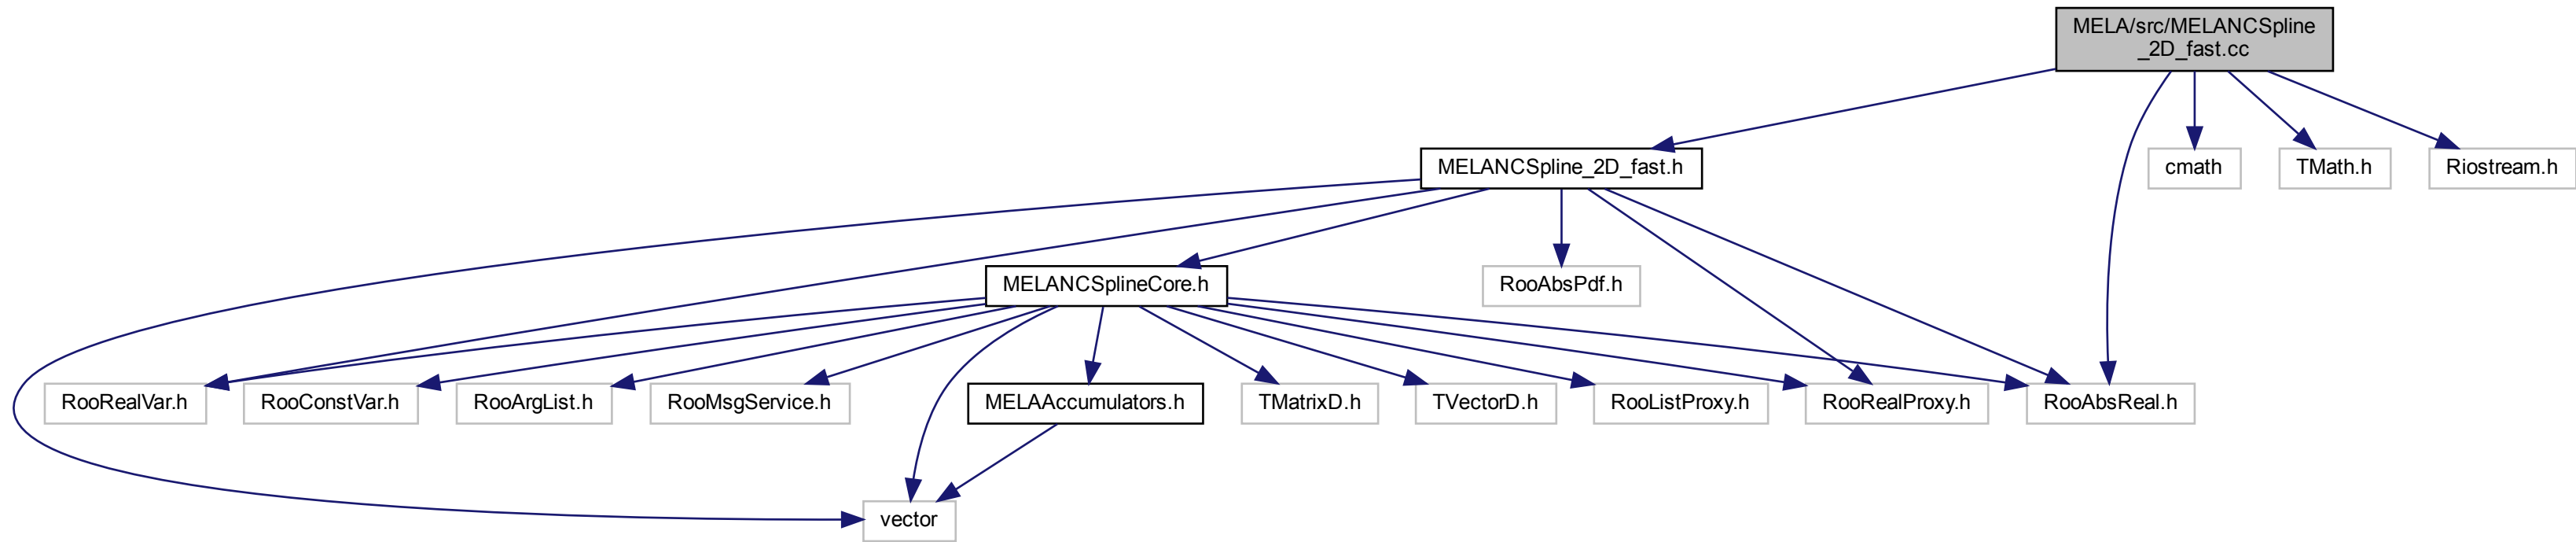 MELA/src/MELANCSpline
_2D_fast.cc
MELANCSpline_2D_fast.h
cmath
TMath.h
Riostream.h
MELANCSplineCore.h
RooAbsPdf.h
RooRealVar.h
RooConstVar.h
RooArgList.h
RooMsgService.h
MELAAccumulators.h
TMatrixD.h
TVectorD.h
RooListProxy.h
RooRealProxy.h
RooAbsReal.h
vector